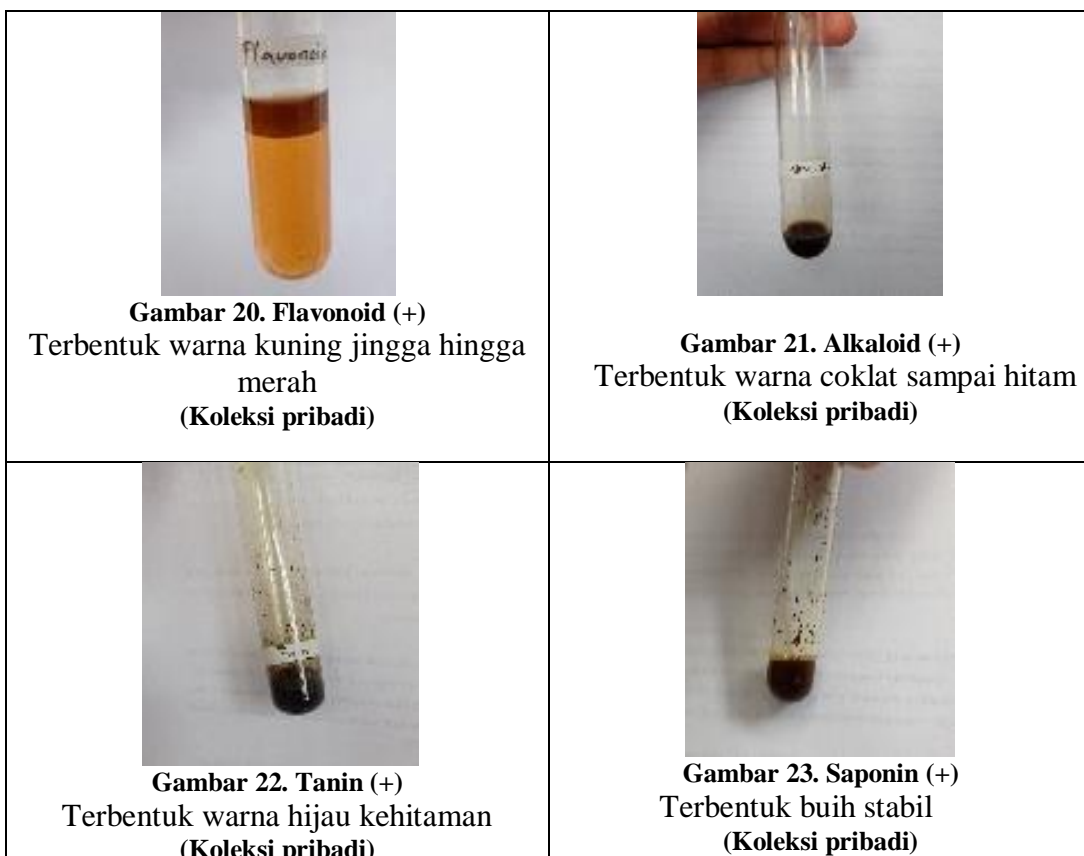 Flavonoid
Gambar 20. Flavonoid (+)
Terbentuk warna kuning jingga hingga
merah
(Koleksi pribadi)
Gambar 21. Alkaloid (+)
Terbentuk warna coklat sampai hitam
(Koleksi pribadi)
Gambar 22. Tanin (+)
Terbentuk warna hijau kehitaman
(Koleksi pribadi)
Gambar 23. Saponin (+)
Terbentuk buih stabil
(Koleksi pribadi)